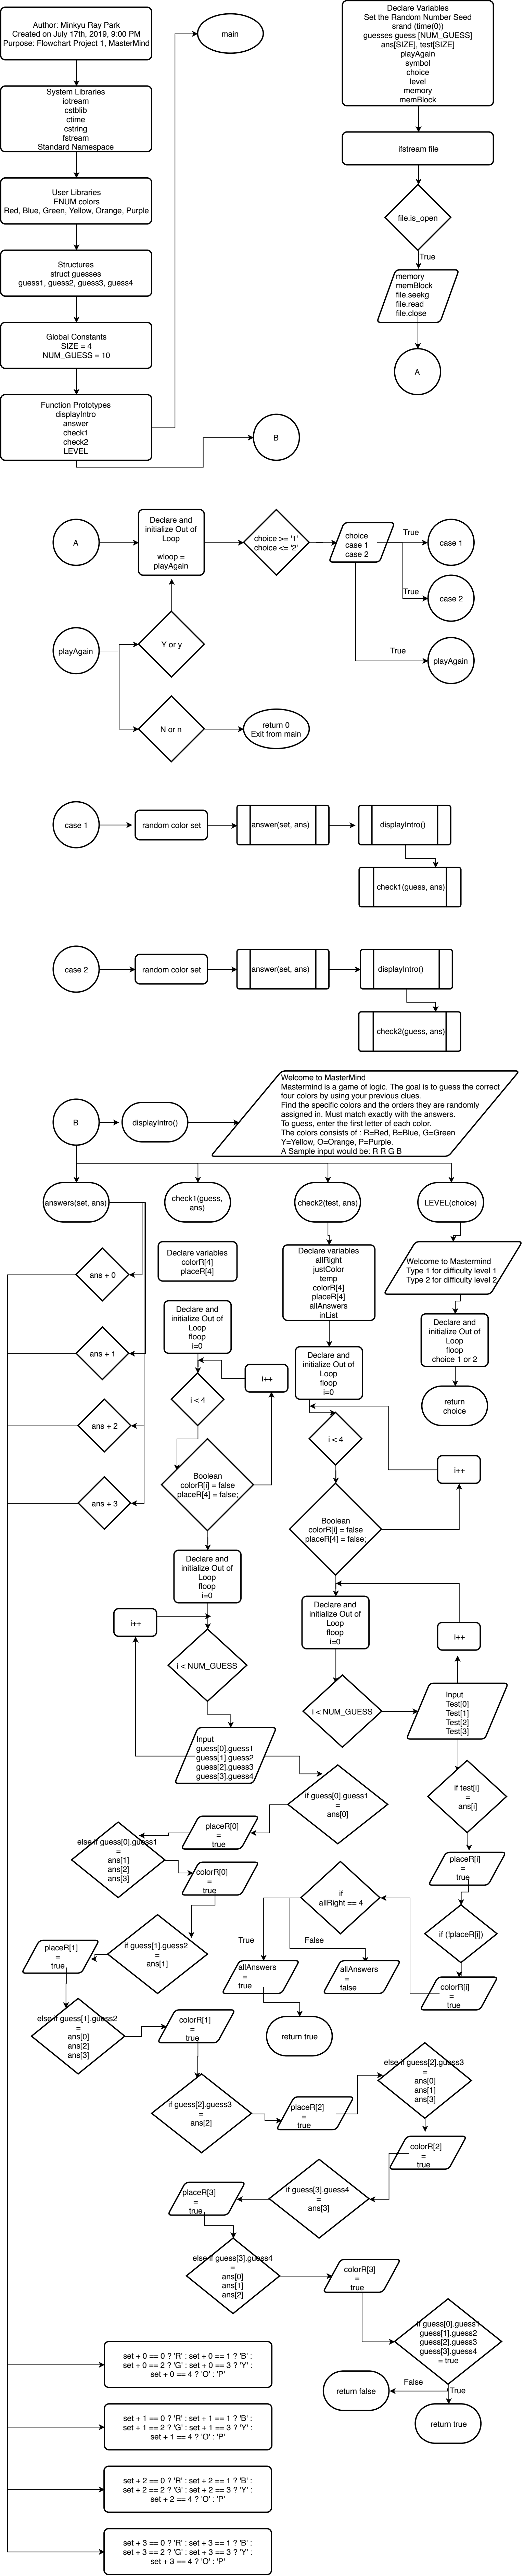 Author: Minkyu Ray Park
Created on July 17th, 2019, 9:00 PM
Purpose: Flowchart Project 1, MasterMind
main
Declare Variables
Set the Random Number Seed
srand (time(0))
guesses guess [NUM_GUESS]
ans[SIZE], test[SIZE]
playAgain
symbol
choice
level
memory
memBlock
System Libraries
iotream
cstblib
ctime
cstring
fstream
Standard Namespace
ifstream file
User Libraries
ENUM colors
Red, Blue, Green, Yellow, Orange, Purple
file.is_open
True
Structures
struct guesses
guess1, guess2, guess3, guess4
memory
memBlock
file.seekg
file.read
file.close
Global Constants
SIZE = 4
NUM_GUESS = 10
A
Function Prototypes
displayIntro
answer
check1
check2
LEVEL
B
A
Declare and
initialize Out of
Loop
wloop =
playAgain
choice >= '1'
choice <= '2'
choice
case 1
case 2
True
case 1
True
case 2
True
playAgain
playAgain
Y or y
N or n
return 0
Exit from main
case 1
random color set
answer(set, ans)
displayIntro()
check1(guess, ans)
case 2
random color set
answer(set, ans)
displayIntro()
check2(guess, ans)
B
displayIntro()
Welcome to MasterMind
Mastermind is a game of logic. The goal is to guess the correct
four colors by using your previous clues.
Find the specific colors and the orders they are randomly
assigned in. Must match exactly with the answers.
To guess, enter the first letter of each color.
The colors consists of : R=Red, B=Blue, G=Green
Y=Yellow, O=Orange, P=Purple.
A Sample input would be: R R G B
answers(set, ans)
check1(guess,
ans)
check2(test, ans)
LEVEL(choice)
ans + 0
Declare variables
colorR[4]
placeR[4]
Declare variables
allRight
justColor
temp
colorR[4]
placeR[4]
allAnswers
inList
Welcome to Mastermind
Type 1 for difficulty level 1
Type 2 for difficulty level 2
ans + 1
Declare and
initialize Out of
Loop
floop
i=0
Declare and
initialize Out of
Loop
floop
i=0
Declare and
initialize Out of
Loop
floop
choice 1 or 2
i++
i < 4
return
choice
ans + 2
i < 4
i++
ans + 3
Boolean
colorR[i] = false
placeR[4] = false;
Boolean
colorR[i] = false
placeR[4] = false;
Declare and
initialize Out of
Loop
floop
i=0
Declare and
initialize Out of
Loop
floop
i=0
i++
i++
i < NUM_GUESS
i < NUM_GUESS
Input
Test[0]
Test[1]
Test[2]
Test[3]
Input
guess[0].guess1
guess[1].guess2
guess[2].guess3
guess[3].guess4
if guess[0].guess1
=
ans[0]
if test[i]
=
ans[i]
placeR[0]
=
true
else if guess[0].guess1
=
ans[1]
ans[2]
ans[3]
colorR[0]
=
true
placeR[i]
=
true
if
allRight == 4
if (!placeR[i])
True
False
if guess[1].guess2
=
ans[1]
placeR[1]
=
true
allAnswers
=
true
allAnswers
=
false
colorR[i]
=
true
else if guess[1].guess2
=
ans[0]
ans[2]
ans[3]
colorR[1]
=
true
return true
else if guess[2].guess3
=
ans[0]
ans[1]
ans[3]
if guess[2].guess3
=
ans[2]
placeR[2]
=
true
colorR[2]
=
true
placeR[3]
=
true
if guess[3].guess4
=
ans[3]
else if guess[3].guess4
=
ans[0]
ans[1]
ans[2]
colorR[3]
=
true
if guess[0].guess1
guess[1].guess2
guess[2].guess3
guess[3].guess4
= true
set + 0 == 0 ? 'R' : set + 0 == 1 ? 'B' :
set + 0 == 2 ? 'G' : set + 0 == 3 ? 'Y' :
set + 0 == 4 ? 'O' : 'P'
False
True
return false
return true
set + 1 == 0 ? 'R' : set + 1 == 1 ? 'B' :
set + 1 == 2 ? 'G' : set + 1 == 3 ? 'Y' :
set + 1 == 4 ? 'O' : 'P'
set + 2 == 0 ? 'R' : set + 2 == 1 ? 'B' :
set + 2 == 2 ? 'G' : set + 2 == 3 ? 'Y' :
set + 2 == 4 ? 'O' : 'P'
set + 3 == 0 ? 'R' : set + 3 == 1 ? 'B' :
set + 3 == 2 ? 'G' : set + 3 == 3 ? 'Y' :
set + 3 == 4 ? 'O' : 'P'